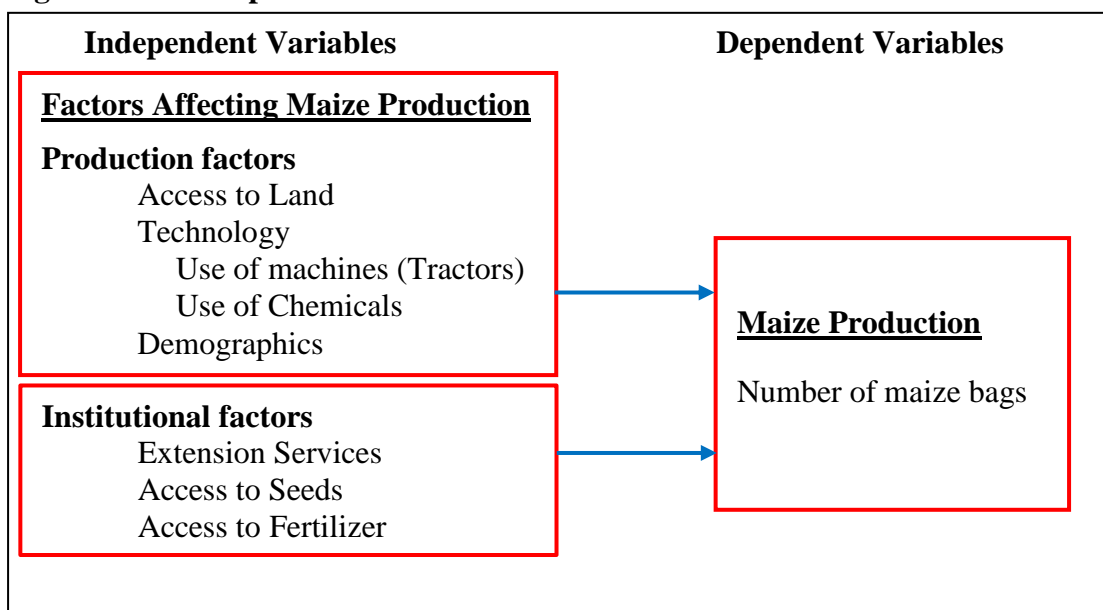 Independent Variables
Dependent Variables
Factors Affecting Maize Production
Production factors
Access to Land
Technology
Use of machines (Tractors)
Use of Chemicals
Demographics
Institutional factors
Extension Services
Access to Seeds
Access to Fertilizer
Maize Production
Number of maize bags